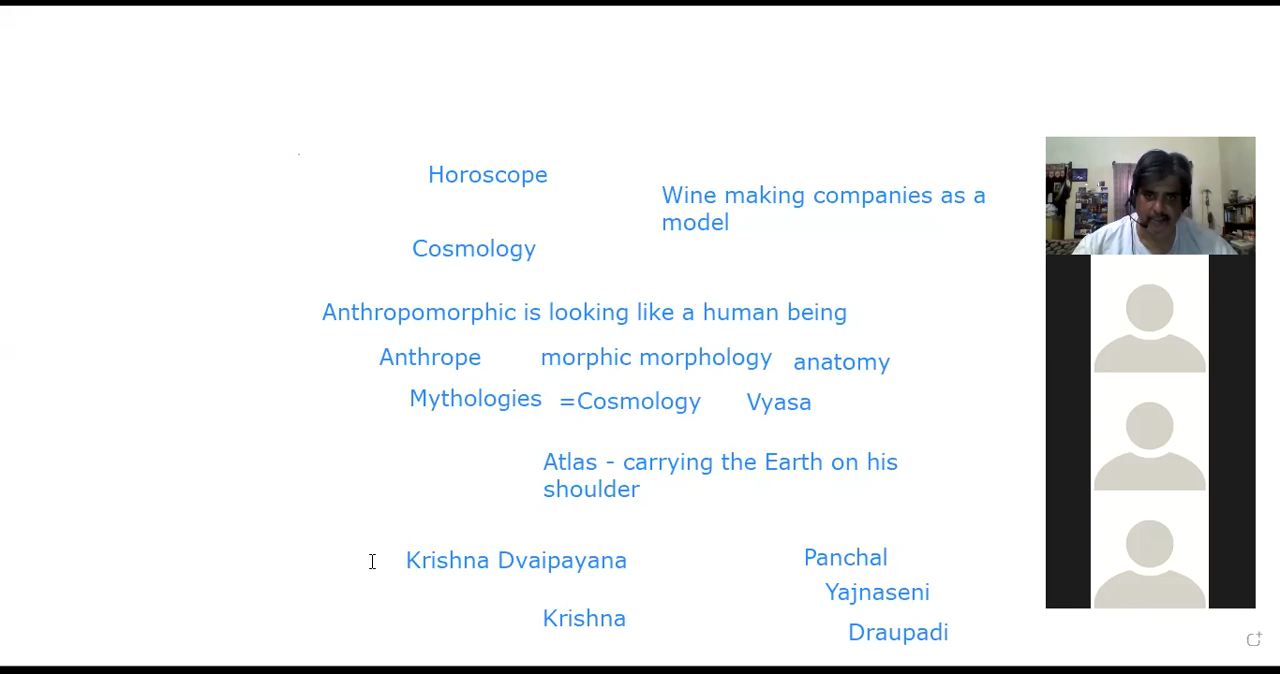 Horoscope
Wine making companies as a
model
Cosmology
Anthropomorphic is looking like a human being
Anthrope morphic morphology anatomy
Mythologies =Cosmology Vyasa
Atlas - carrying the Earth on his
shoulder
Krishna Dvaipayana Panchal
Yajnaseni
Krishna
Draupadi